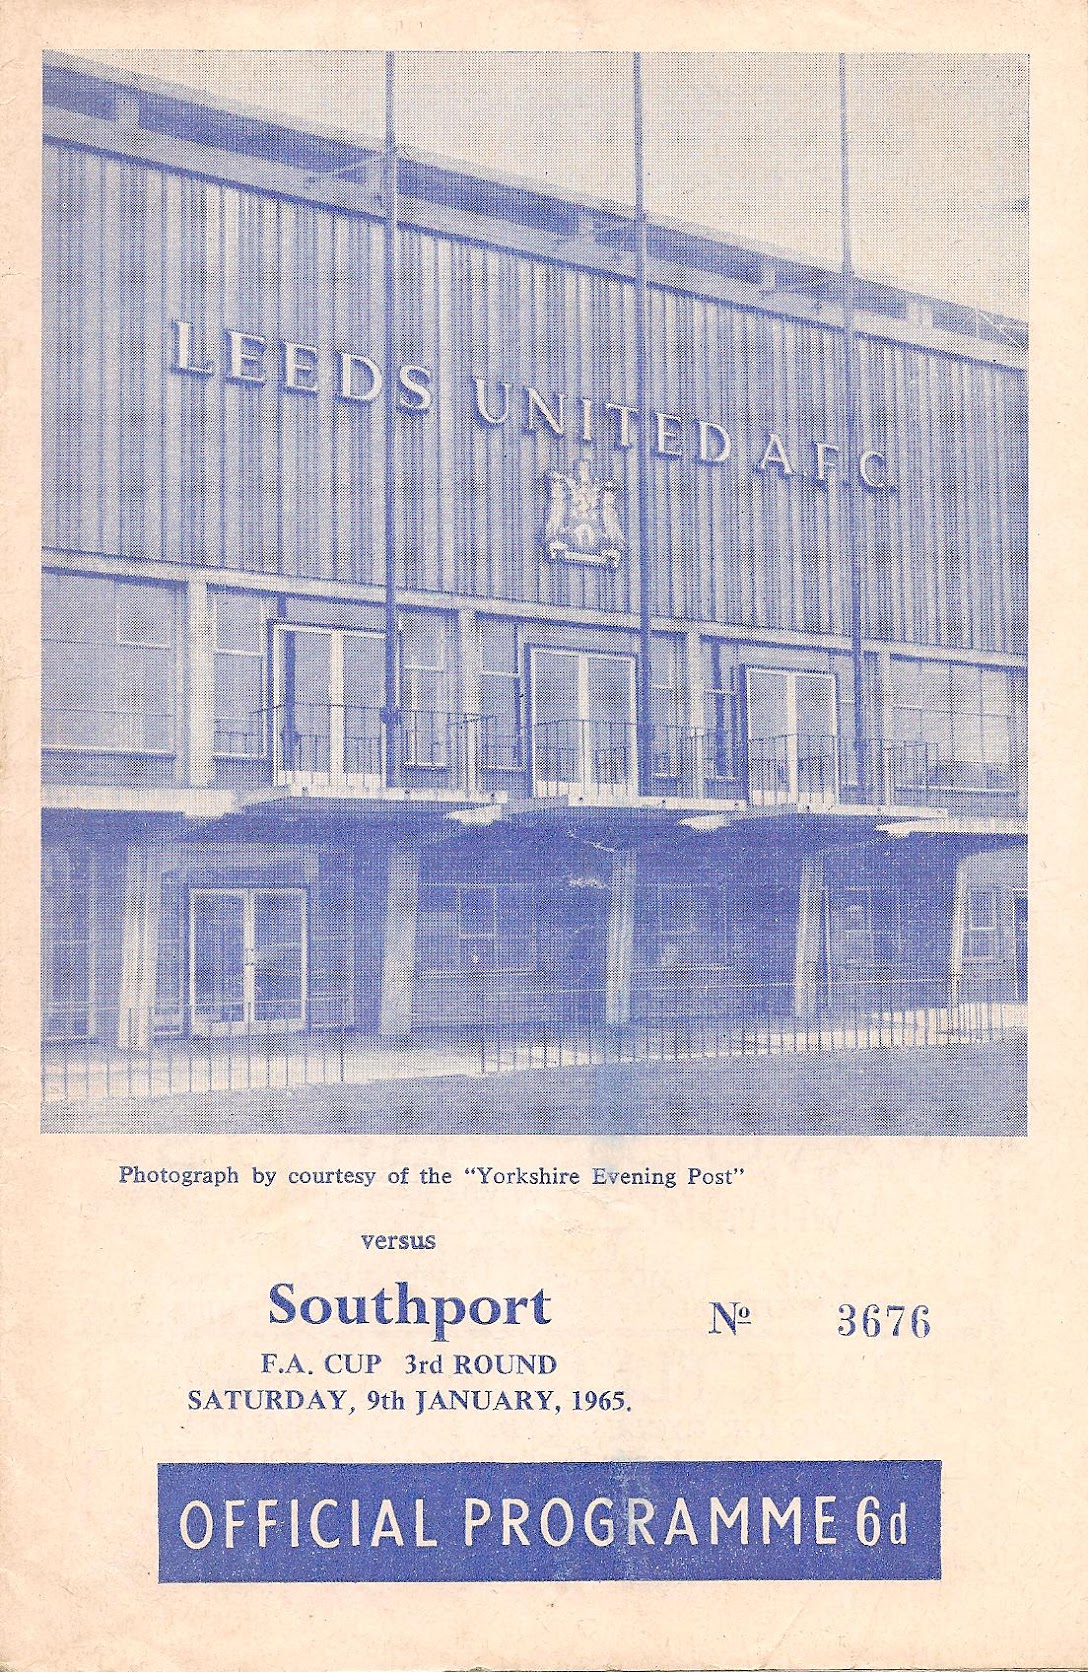 LEEDS UNITED A.F.C.
Photograph by courtesy of the "Yorkshire Evening Post"
versus
Southport
Nº 3676
F.A. CUP 3rd ROUND
SATURDAY, 9th JANUARY, 1965.
OFFICIAL PROGRAMME 6d